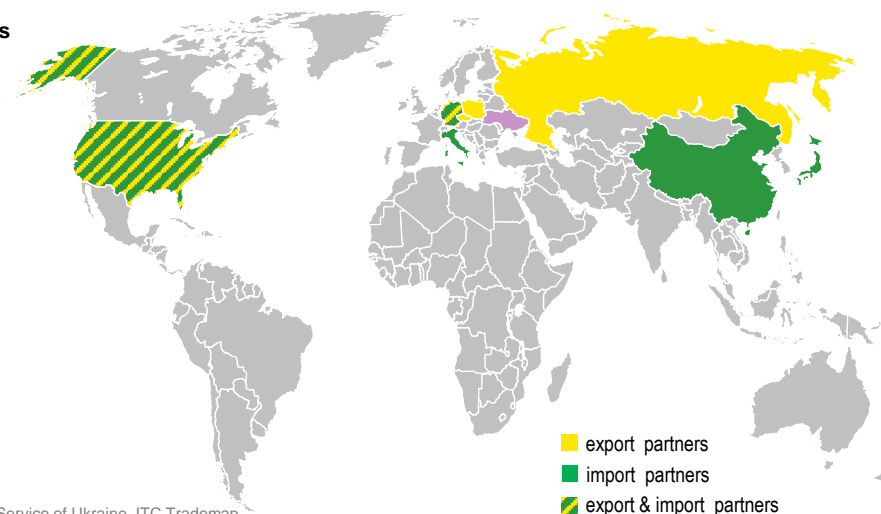 s
export partners
import partners
export & import partners
Service of Ukraine, ITC Trademap